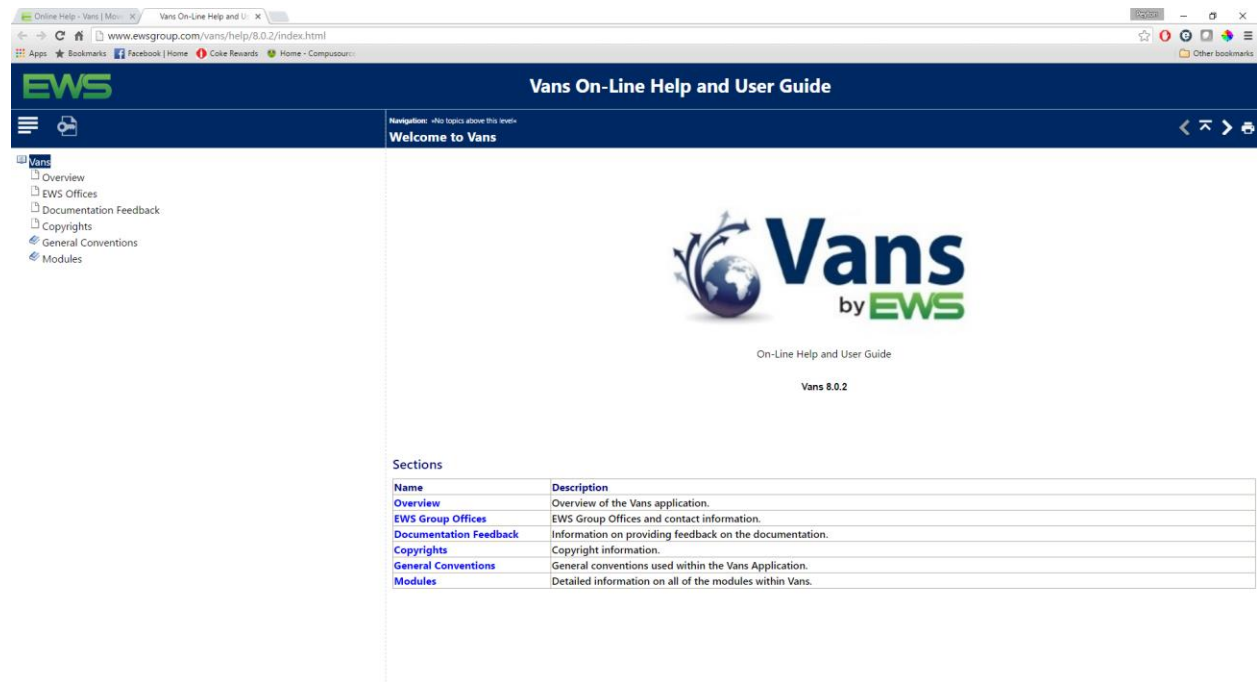 Online Help - Vans | Mov
Vans On-Line Help and U
www.ewsgroup.com/vans/help/8.0.2/index.html
Apps Bookmarks Facebook | Home Coke Rewards Home - Compusource
Other bookmarks
EWS
Vans On-Line Help and User Guide
Navigation: »No topics above this level«
Welcome to Vans
Vans
Overview
EWS Offices
Documentation Feedback
Copyrights
General Conventions
Modules
Vans
by EWS
On-Line Help and User Guide
Vans 8.0.2
Sections
Name Description
Overview Overview of the Vans application.
EWS Group Offices EWS Group Offices and contact information.
Documentation Feedback Information on providing feedback on the documentation.
Copyrights Copyright information.
General Conventions General conventions used within the Vans Application.
Modules Detailed information on all of the modules within Vans.